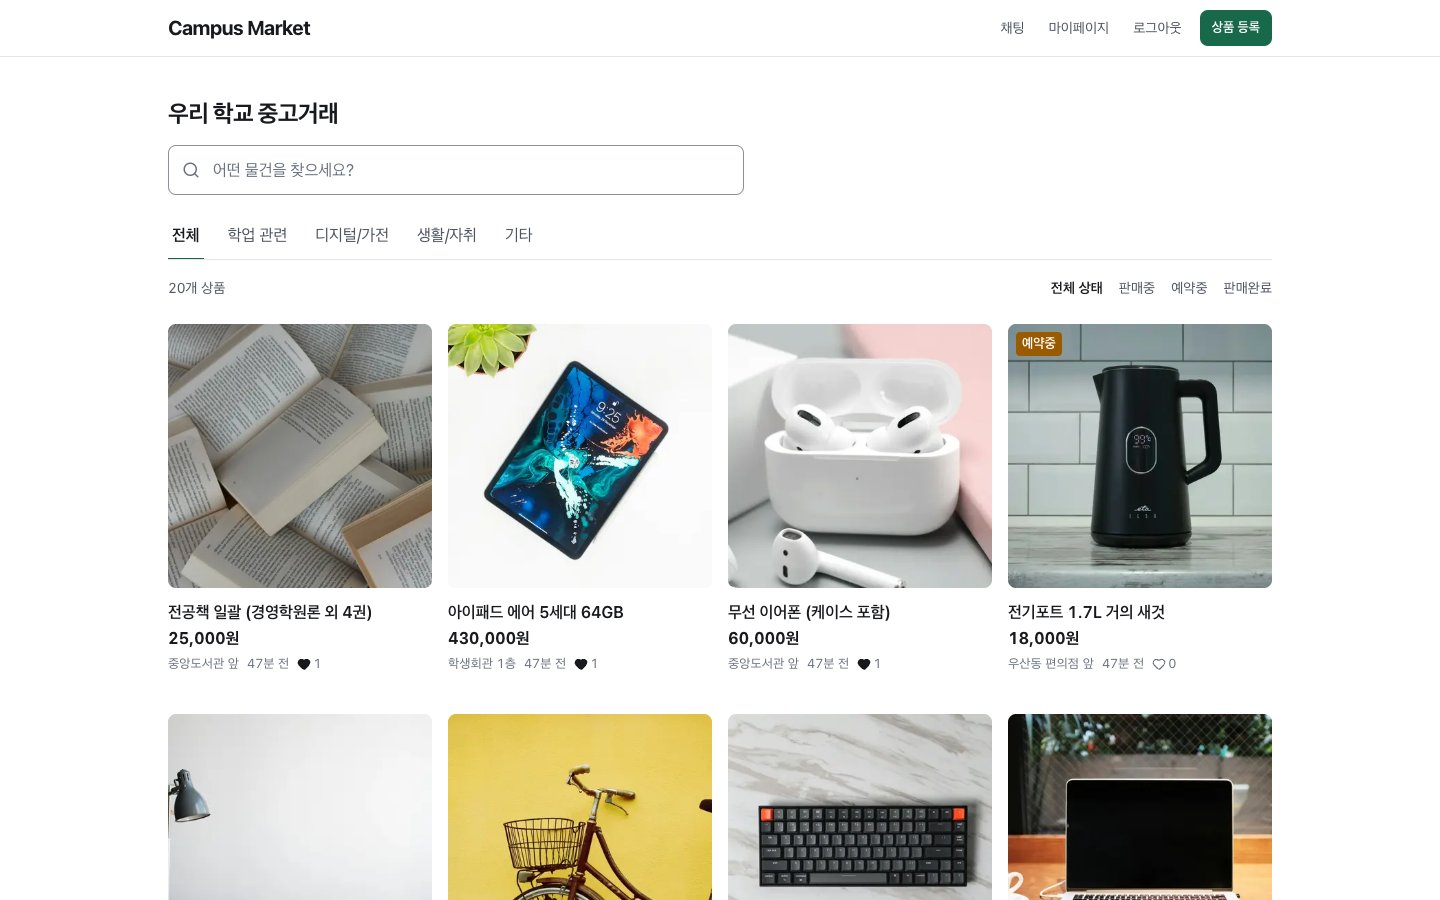 Campus Market
채팅
마이페이지
로그아웃
상품 등록
우리 학교 중고거래
어떤 물건을 찾으세요?
전체
학업 관련
디지털/가전
생활/자취
기타
20개 상품
전체 상태
판매중
예약중
판매완료
9:25
예약중
99%
전공책 일괄 (경영학원론 외 4권)
25,000원
중앙도서관 앞 47분 전 1
아이패드 에어 5세대 64GB
430,000원
학생회관 1층 47분 전 1
무선 이어폰 (케이스 포함)
60,000원
중앙도서관 앞 47분 전 1
전기포트 1.7L 거의 새것
18,000원
우산동 편의점 앞 47분 전 0